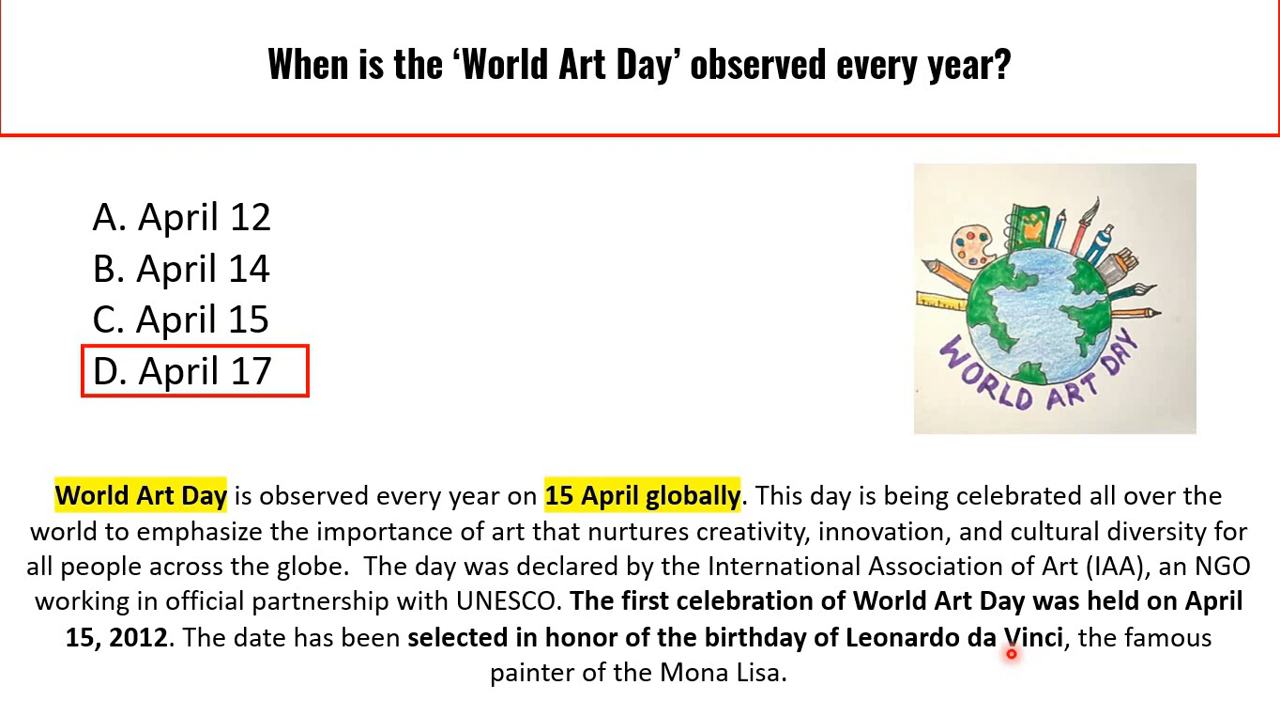 When is the ‘World Art Day’ observed every year?
A. April 12
B. April 14
C. April 15
D. April 17
WORLD ART DAY
World Art Day is observed every year on 15 April globally. This day is being celebrated all over the
world to emphasize the importance of art that nurtures creativity, innovation, and cultural diversity for
all people across the globe.  The day was declared by the International Association of Art (IAA), an NGO
working in official partnership with UNESCO. The first celebration of World Art Day was held on April
15, 2012. The date has been selected in honor of the birthday of Leonardo da Vinci, the famous
painter of the Mona Lisa.